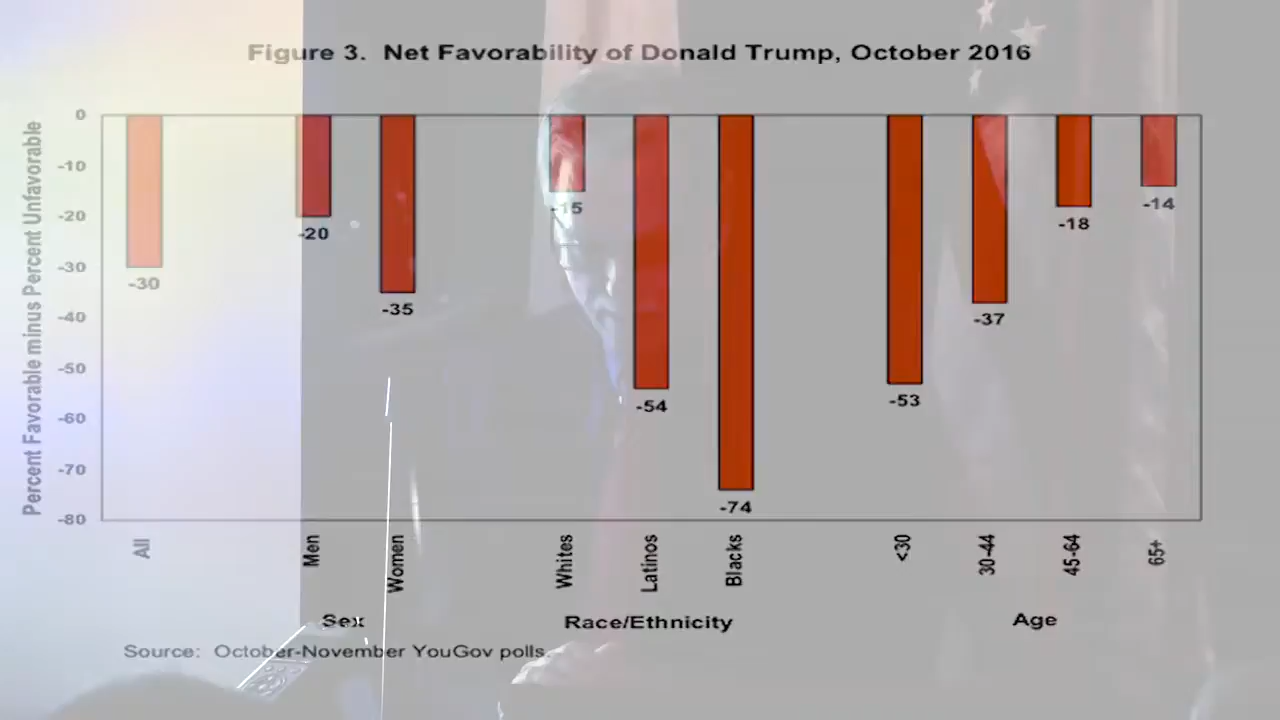 Figure 3. Net Favorability of Donald Trump, October 2016
Percent Favorable minus Percent Unfavorable
0
-10
-20
-30
-40
-50
-60
-70
-80
-30
-20
-35
-15
-54
-74
-53
-37
-18
-14
All
Men
Women
Whites
Latinos
Blacks
<30
30-44
45-64
65+
Sex
Race/Ethnicity
Age
Source: October-November YouGov polls.